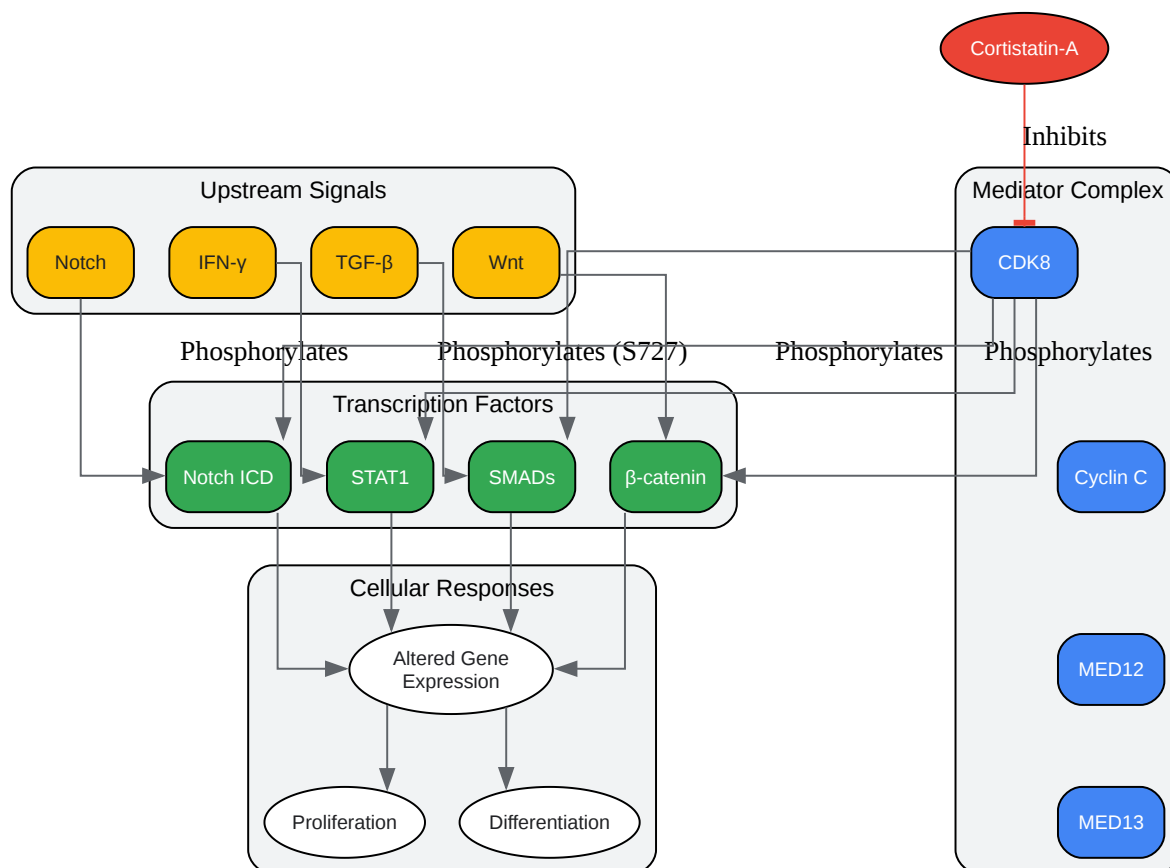 Cortistatin-A
Inhibits
Upstream Signals
Mediator Complex
Notch
IFN-γ
TGF-β
Wnt
CDK8
Phosphorylates
Phosphorylates (S727)
Phosphorylates
Phosphorylates
Transcription Factors
Notch ICD
STAT1
SMADs
β-catenin
Cyclin C
Cellular Responses
Altered Gene
Expression
MED12
Proliferation
Differentiation
MED13